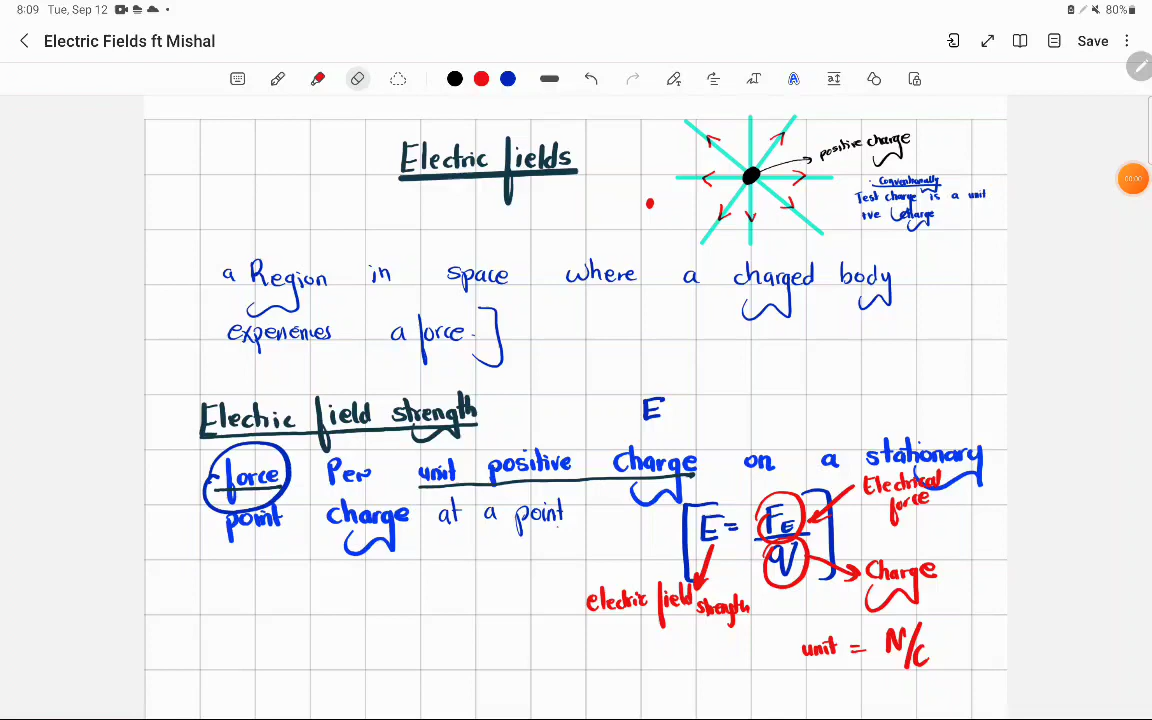 8:09 Tue, Sep 12
80%
Electric Fields ft Mishal
Save
00:00
Electric fields
positive charge
Conventionally
Test charge is a unit
+ve charge
a Region in space where a charged body
experiences a force.
Electric field strength
E
force per unit positive charge on a stationary
point charge at a point
E = FE / q
Electrical
force
Charge
electric field strength
unit = N/C